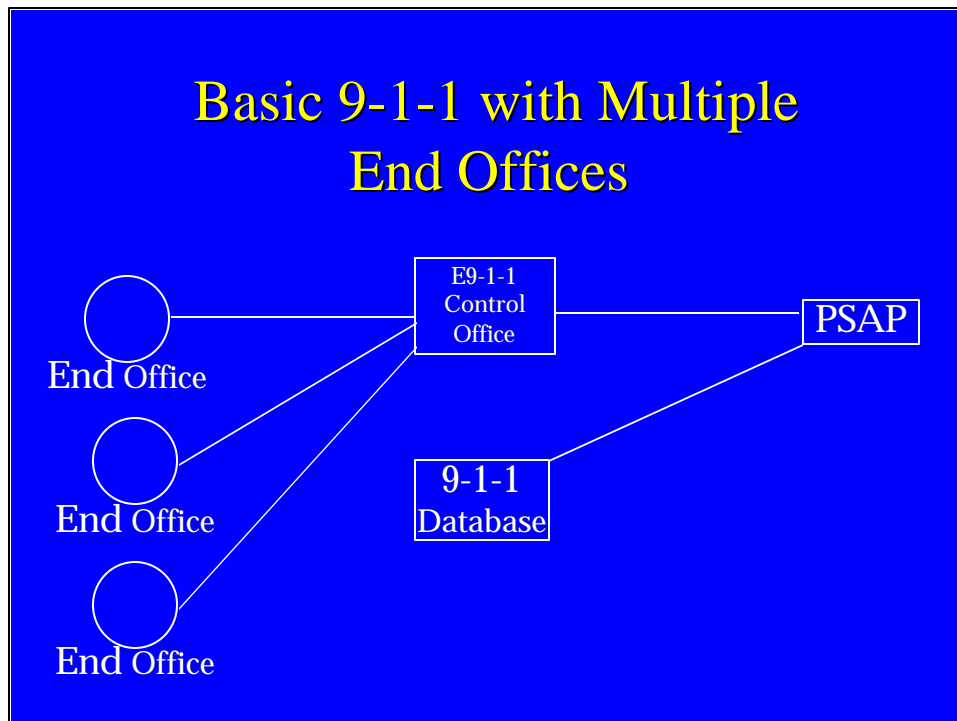 Basic 9-1-1 with Multiple
End Offices
E9-1-1
Control
Office
PSAP
End Office
9-1-1
Database
End Office
End Office